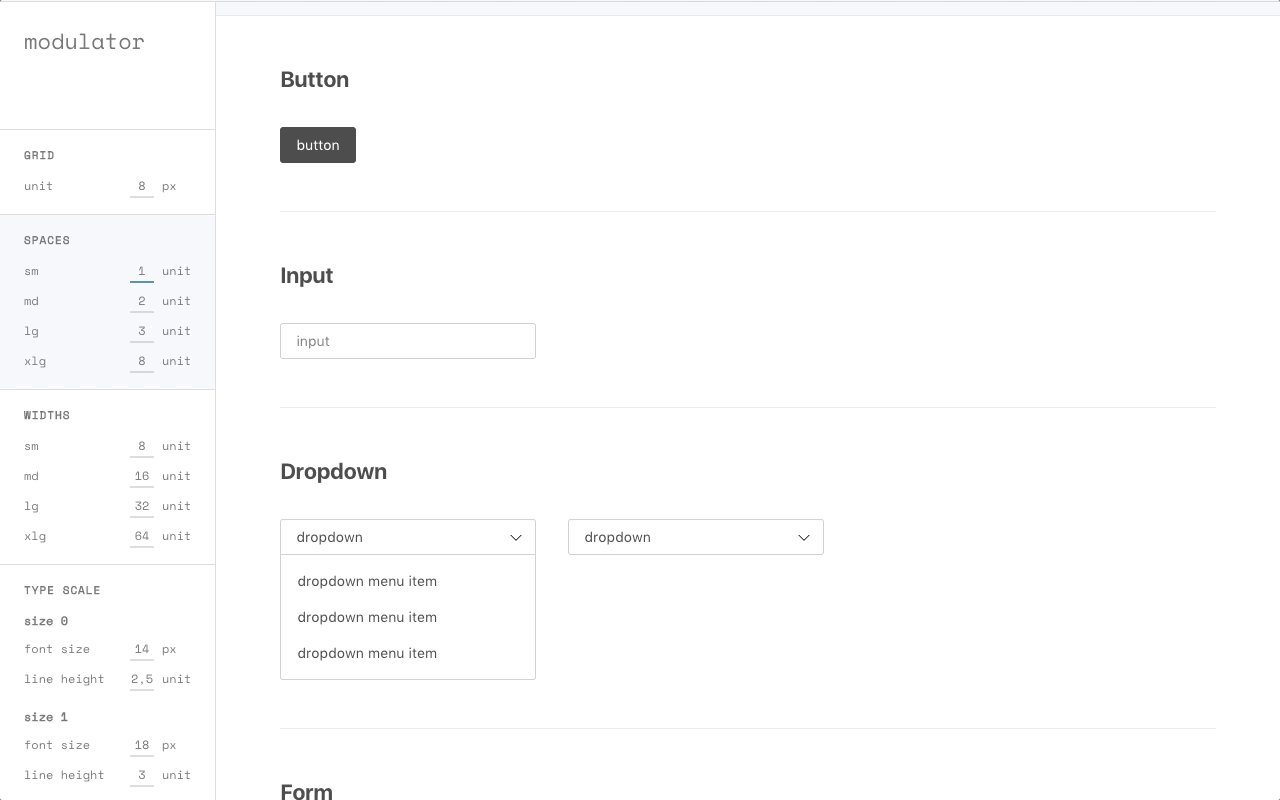 modulator
GRID
unit 8 px
SPACES
sm 1 unit
md 2 unit
lg 3 unit
xlg 8 unit
WIDTHS
sm 8 unit
md 16 unit
lg 32 unit
xlg 64 unit
TYPE SCALE
size 0
font size 14 px
line height 2,5 unit
size 1
font size 18 px
line height 3 unit
Button
button
Input
input
Dropdown
dropdown
dropdown menu item
dropdown menu item
dropdown menu item
dropdown
Form